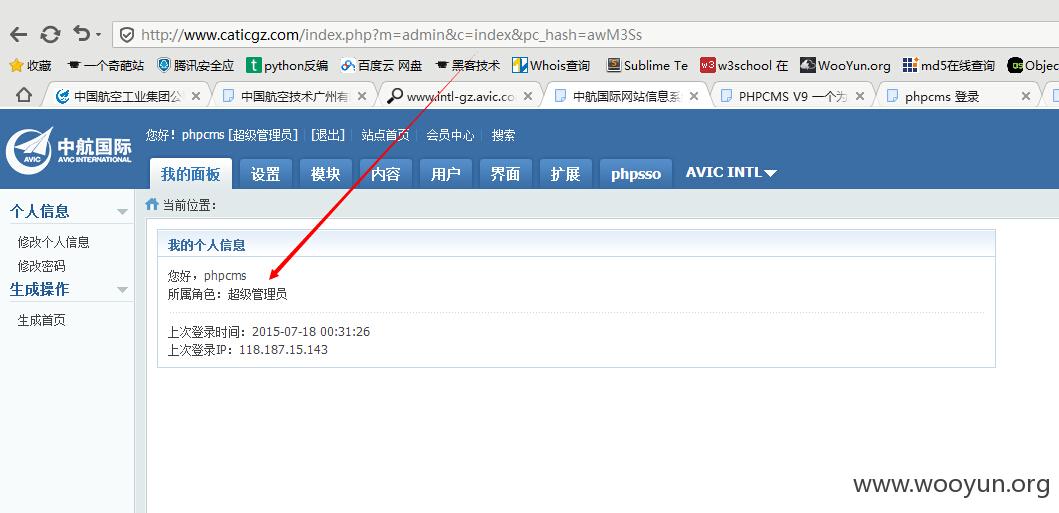 http://www.caticgz.com/index.php?m=admin&c=index&pc_hash=awM3Ss
收藏 一个奇葩站 腾讯安全应 python反编 百度云 网盘 黑客技术 Whois查询 Sublime Te w3school 在 WooYun.org md5在线查询 Objec
中国航空工业集团公 中国航空技术广州有 www.intl-gz.avic.co 中航国际网站信息系 PHPCMS V9 一个为 phpcms 登录
中航国际
AVIC
AVIC INTERNATIONAL
您好！phpcms [超级管理员] [退出] 站点首页 会员中心 搜索
我的面板 设置 模块 内容 用户 界面 扩展 phpsso AVIC INTL
个人信息
修改个人信息
修改密码
生成操作
生成首页
当前位置：
我的个人信息
您好，phpcms
所属角色：超级管理员
上次登录时间：2015-07-18 00:31:26
上次登录IP：118.187.15.143
www.wooyun.org